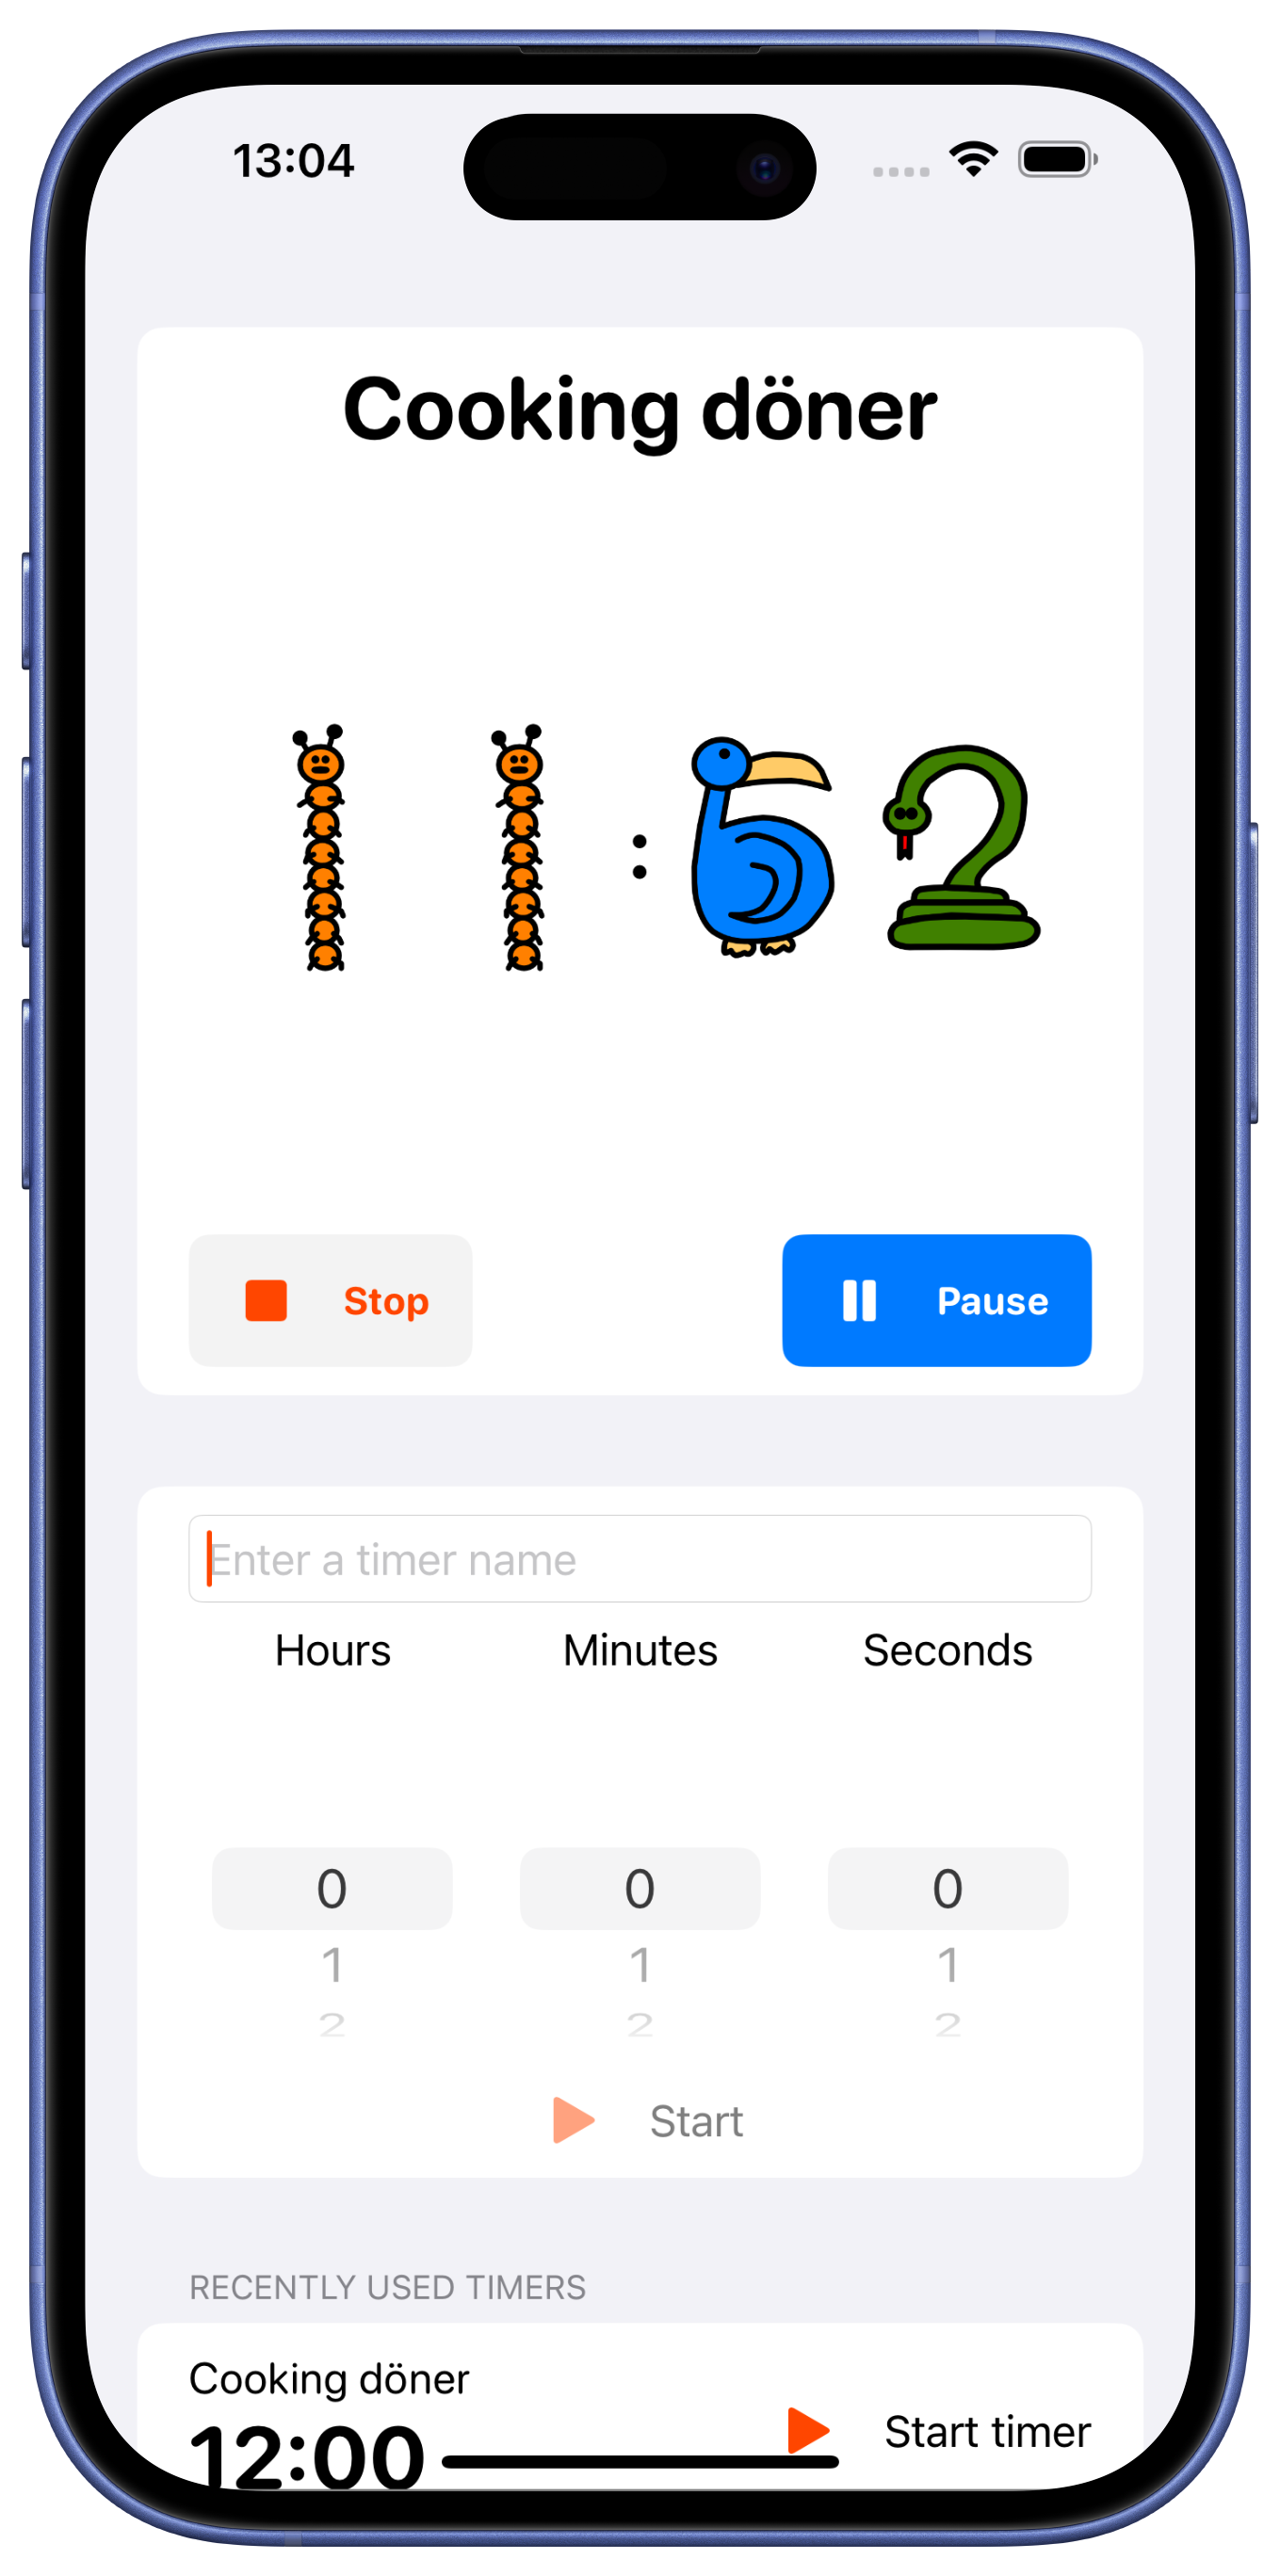 13:04
Cooking döner
11:52
Stop
Pause
Enter a timer name
Hours Minutes Seconds
0 0 0
1 1 1
2 2 2
Start
RECENTLY USED TIMERS
Cooking döner
12:00
Start timer